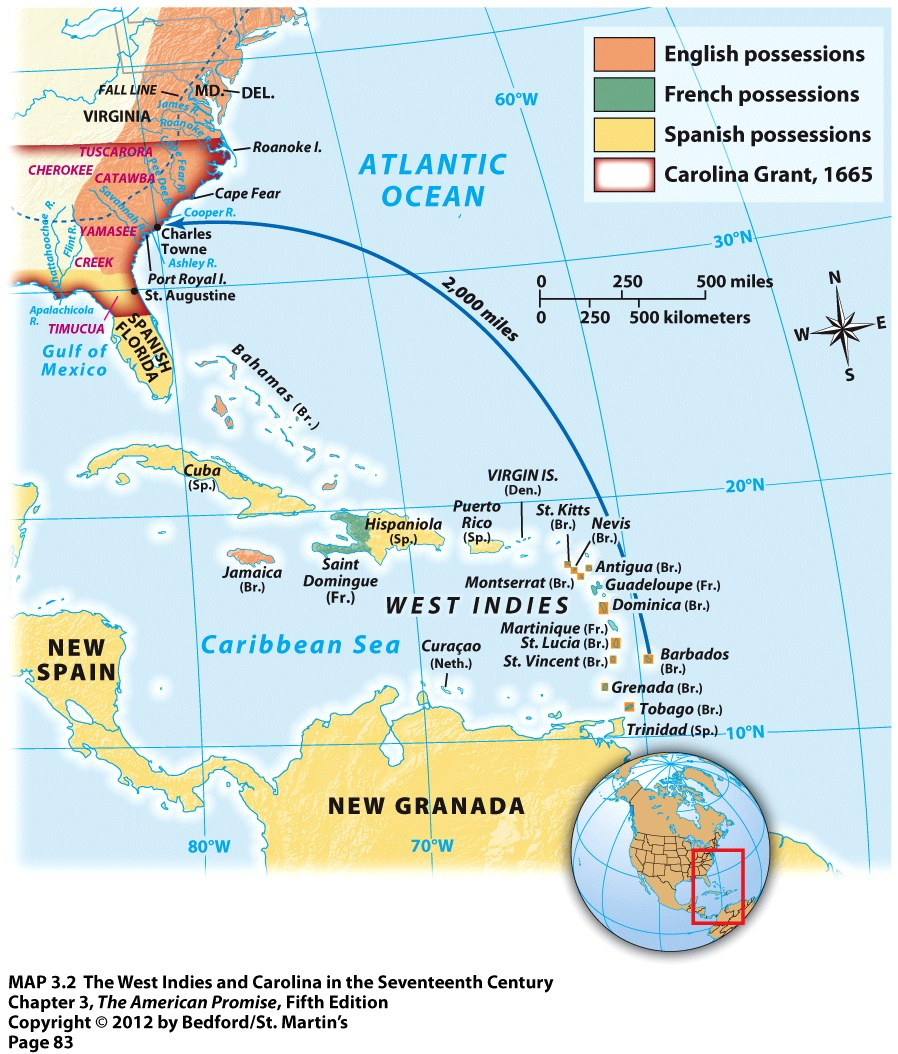 English possessions
French possessions
Spanish possessions
Carolina Grant, 1665
FALL LINE
MD.
DEL.
James R.
VIRGINIA
Roanoke R.
Roanoke I.
TUSCARORA
CHEROKEE
CATAWBA
Cape Fear R.
Pee Dee R.
Savannah R.
Cape Fear
Cooper R.
YAMASEE
Charles
Towne
Chattahoochee R.
Flint R.
CREEK
Ashley R.
Port Royal I.
St. Augustine
Apalachicola
R.
TIMUCUA
SPANISH
FLORIDA
Gulf of
Mexico
ATLANTIC
OCEAN
60°W
30°N
2,000 miles
0 250 500 miles
0 250 500 kilometers
N
W E
S
Bahamas (Br.)
20°N
Cuba
(Sp.)
VIRGIN IS.
(Den.)
Puerto
Rico
(Sp.)
St. Kitts
(Br.)
Nevis
(Br.)
Hispaniola
(Sp.)
Jamaica
(Br.)
Saint
Domingue
(Fr.)
Montserrat (Br.)
Antigua (Br.)
Guadeloupe (Fr.)
WEST INDIES
Dominica (Br.)
Martinique (Fr.)
St. Lucia (Br.)
St. Vincent (Br.)
Barbados
(Br.)
Caribbean Sea
Curaçao
(Neth.)
NEW
SPAIN
Grenada (Br.)
Tobago (Br.)
Trinidad (Sp.)
10°N
NEW GRANADA
80°W
70°W
MAP 3.2 The West Indies and Carolina in the Seventeenth Century
Chapter 3, The American Promise, Fifth Edition
Copyright © 2012 by Bedford/St. Martin's
Page 83